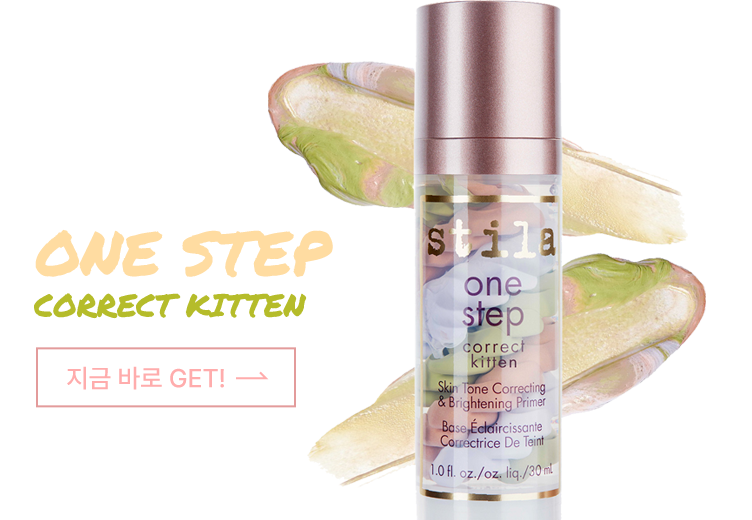 ONE STEP
CORRECT KITTEN
지금 바로 GET!
stila
one
step
correct
kitten
Skin Tone Correcting
& Brightening Primer
Base Éclaircissante
Correctrice De Teint
1.0 fl. oz./oz. liq./30 mL